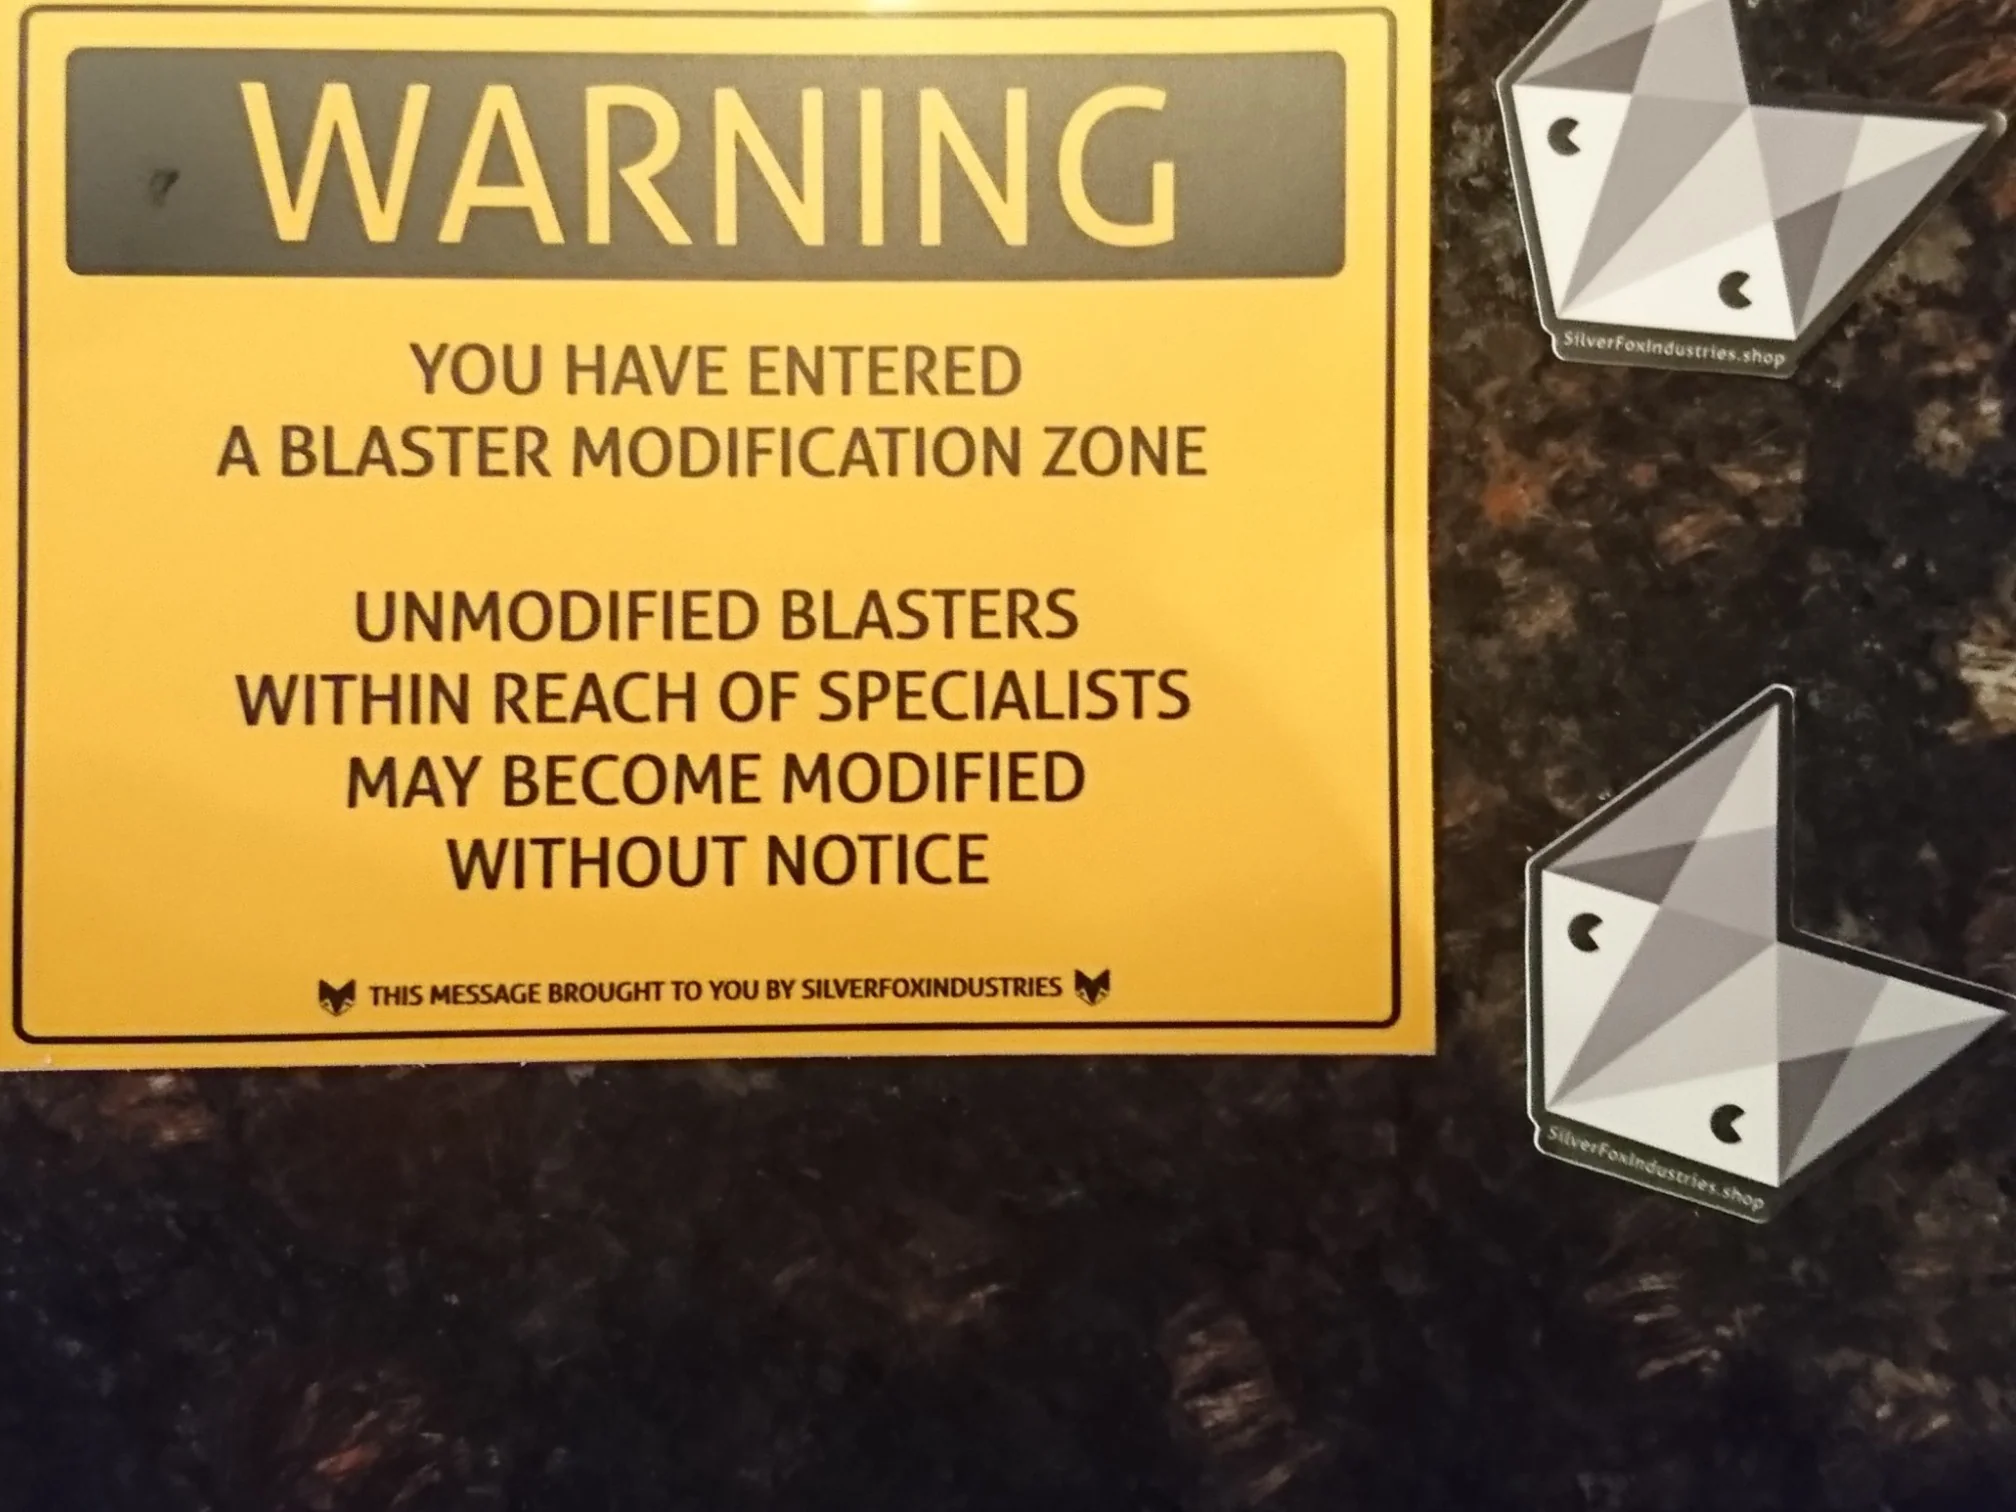 WARNING
YOU HAVE ENTERED
A BLASTER MODIFICATION ZONE
UNMODIFIED BLASTERS
WITHIN REACH OF SPECIALISTS
MAY BECOME MODIFIED
WITHOUT NOTICE
THIS MESSAGE BROUGHT TO YOU BY SILVERFOXINDUSTRIES
SilverFoxIndustries.shop
SilverFoxIndustries.shop